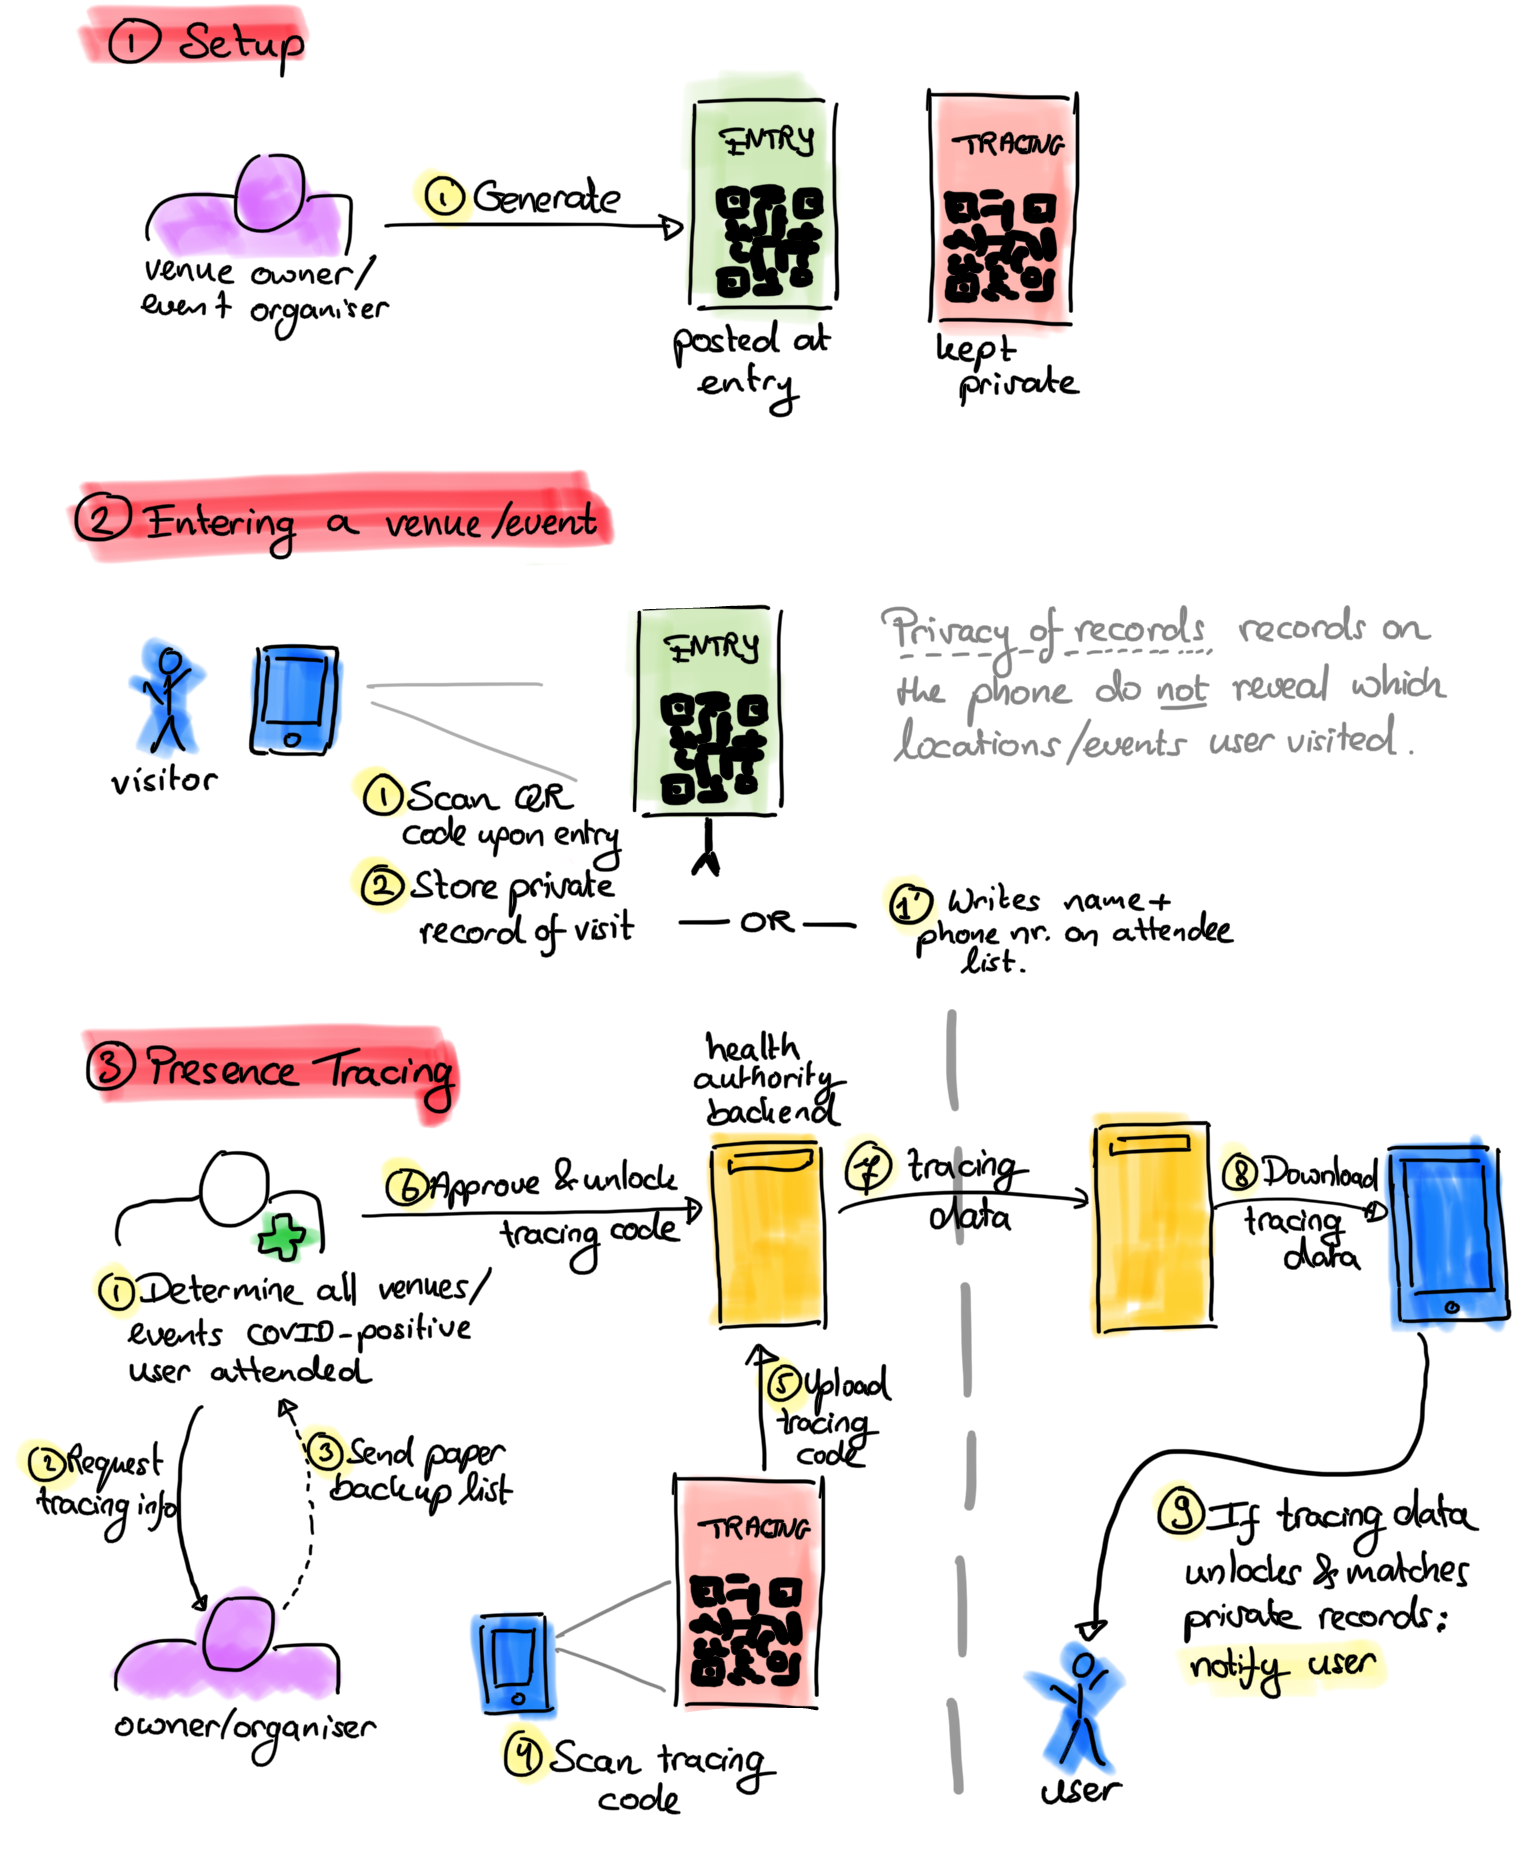 ① Setup
① Generate
ENTRY
TRACING
venue owner/
event organiser
posted at
entry
kept
private
② Entering a venue/event
visitor
① Scan QR
code upon entry
② Store private
record of visit
ENTRY
Privacy of records records on
the phone do not reveal which
locations/events user visited.
— OR —
1' Writes name +
phone nr. on attendee
list.
③ Presence Tracing
health
authority
backend
⑥ Approve & unlock
tracing code
⑦ tracing
data
⑧ Download
tracing
data
① Determine all venues/
events COVID-positive
user attended
② Request
tracing info
③ Send paper
backup list
⑤ Upload
tracing
code
TRACING
owner/organiser
④ Scan tracing
code
⑨ If tracing data
unlocks & matches
private records:
notify user
user